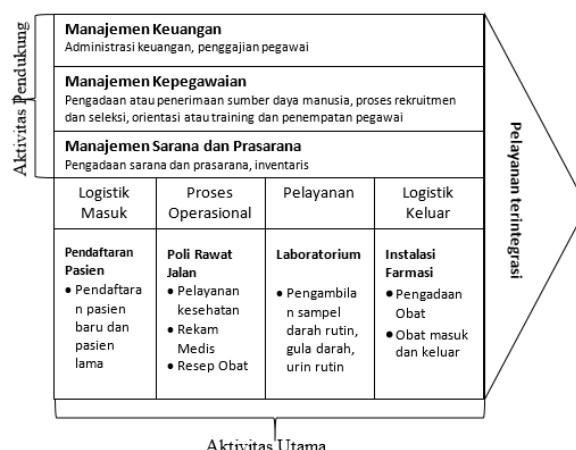 Aktivitas Pendukung
Manajemen Keuangan
Administrasi keuangan, penggajian pegawai
Manajemen Kepegawaian
Pengadaan atau penerimaan sumber daya manusia, proses rekruitmen
dan seleksi, orientasi atau training dan penempatan pegawai
Manajemen Sarana dan Prasarana
Pengadaan sarana dan prasarana, inventaris
Logistik
Masuk
Proses
Operasional
Pelayanan
Logistik
Keluar
Pendaftaran
Pasien
• Pendaftara
n pasien
baru dan
pasien
lama
Poli Rawat
Jalan
• Pelayanan
kesehatan
• Rekam
Medis
• Resep Obat
Laboratorium
• Pengambila
n sampel
darah rutin,
gula darah,
urin rutin
Instalasi
Farmasi
• Pengadaan
Obat
• Obat masuk
dan keluar
Pelayanan terintegrasi
Aktivitas Utama